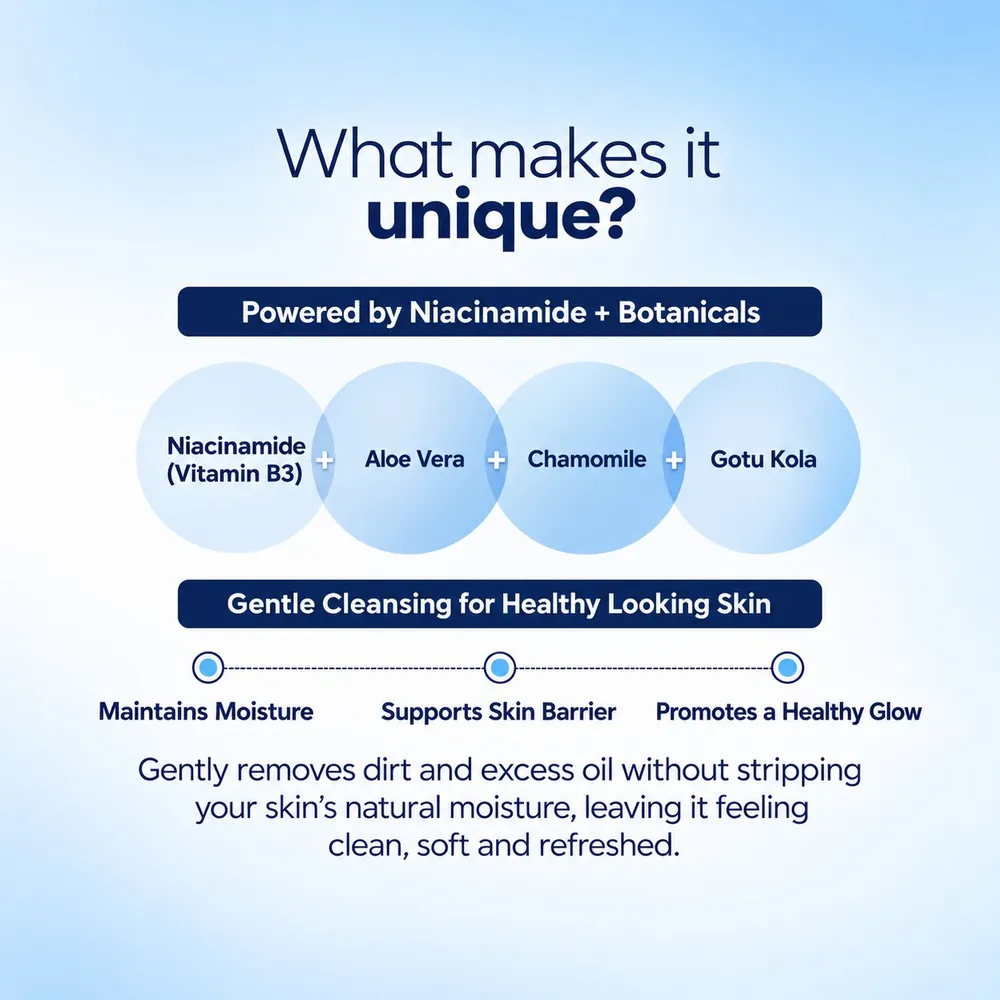 What makes it
unique?
Powered by Niacinamide + Botanicals
Niacinamide
(Vitamin B3)
+
Aloe Vera
+
Chamomile
+
Gotu Kola
Gentle Cleansing for Healthy Looking Skin
Maintains Moisture
Supports Skin Barrier
Promotes a Healthy Glow
Gently removes dirt and excess oil without stripping
your skin’s natural moisture, leaving it feeling
clean, soft and refreshed.